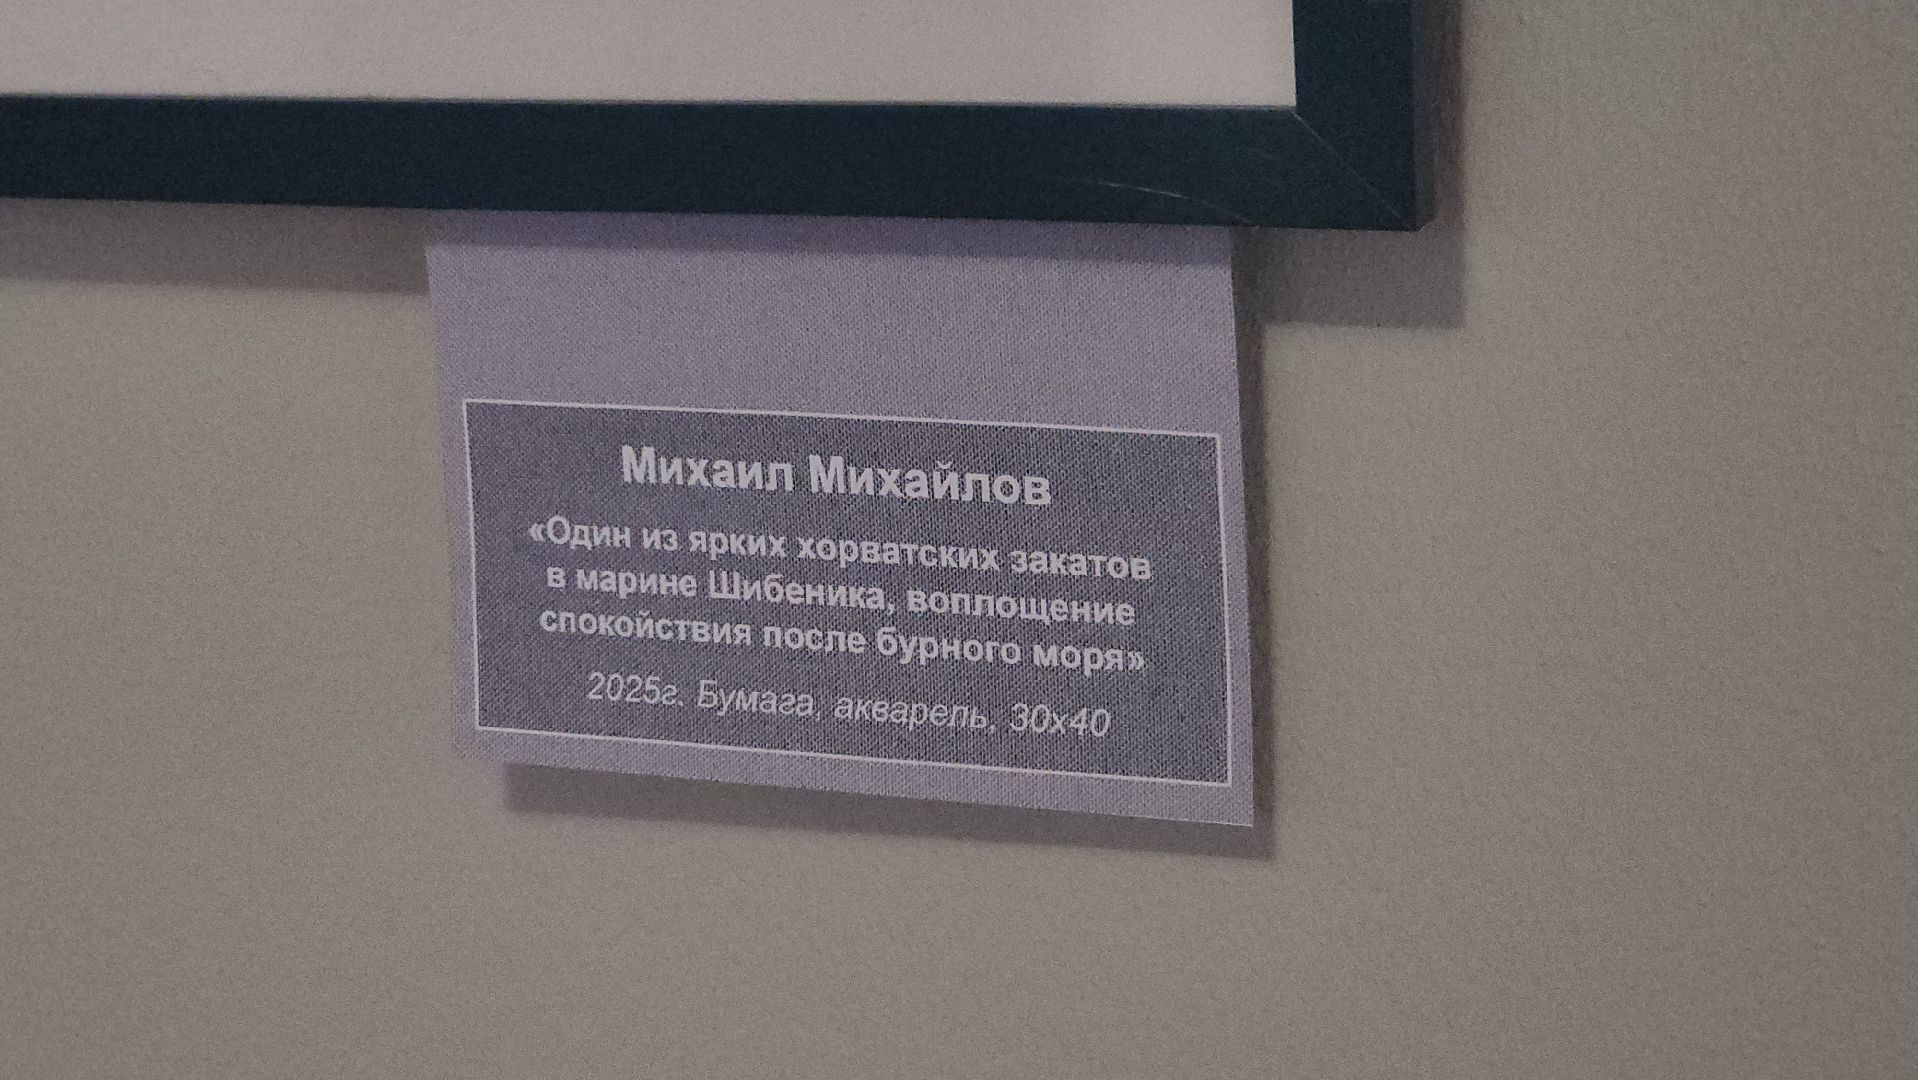 Михаил Михайлов
«Один из ярких хорватских закатов
в марине Шибеника, воплощение
спокойствия после бурного моря»
2025г. Бумага, акварель, 30х40